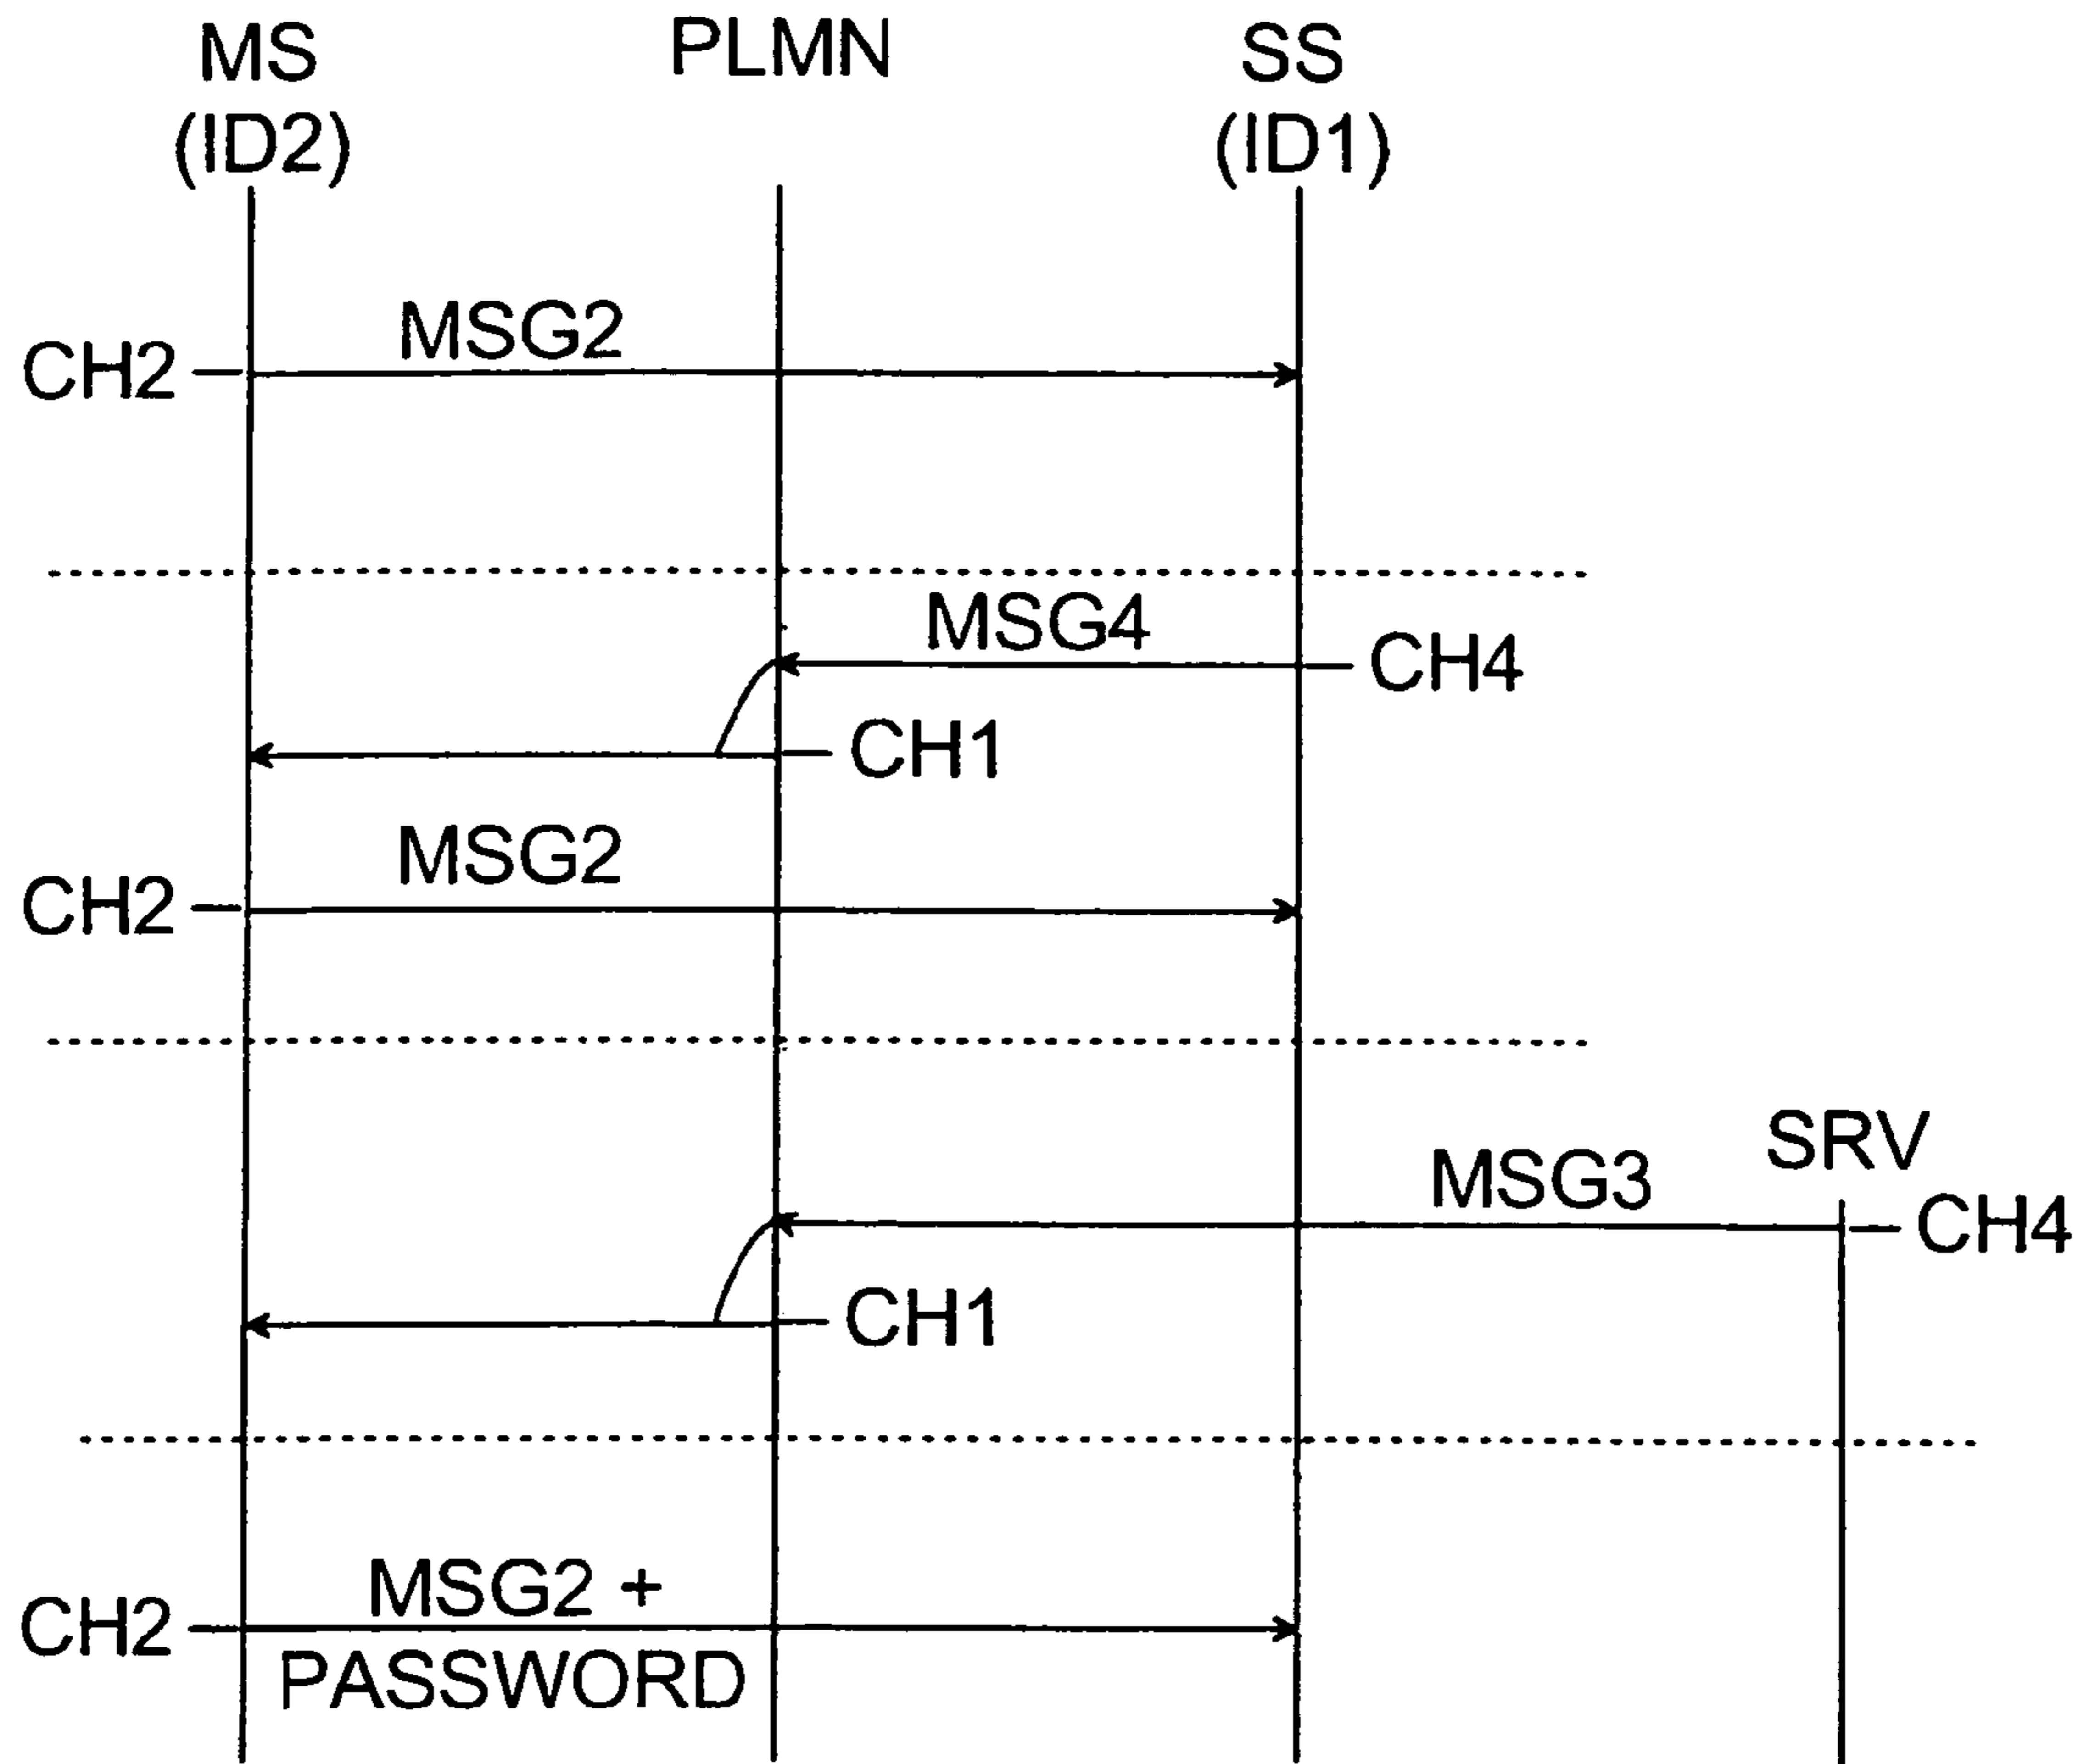 MS
(ID2)
PLMN
SS
(ID1)
MSG2
CH2
MSG4
CH4
CH1
MSG2
CH2
SRV
MSG3
CH4
CH1
MSG2 +
CH2
PASSWORD